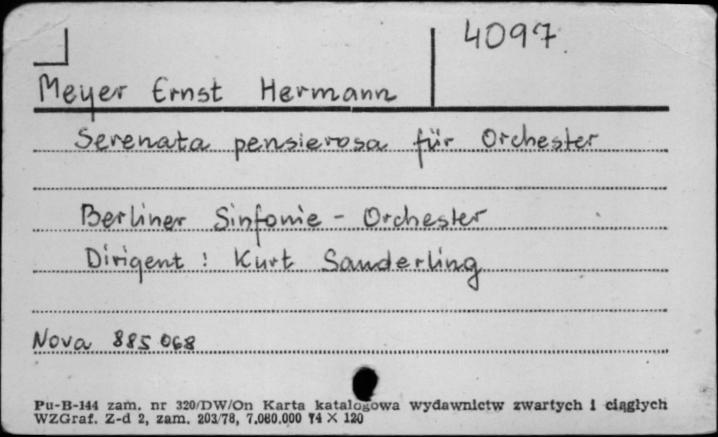 4097.
Meyer Ernst Hermann
Serenata pensierosa für Orchester
Berliner Sinfonie - Orchester
Dirigent : Kurt Sanderling
Nova 885 068
Pu-B-144 zam. nr 320/DW/On Karta katalogowa wydawnictw zwartych i ciągłych
WZGraf. Z-d 2, zam. 203/78, 7.080.000 74 × 120